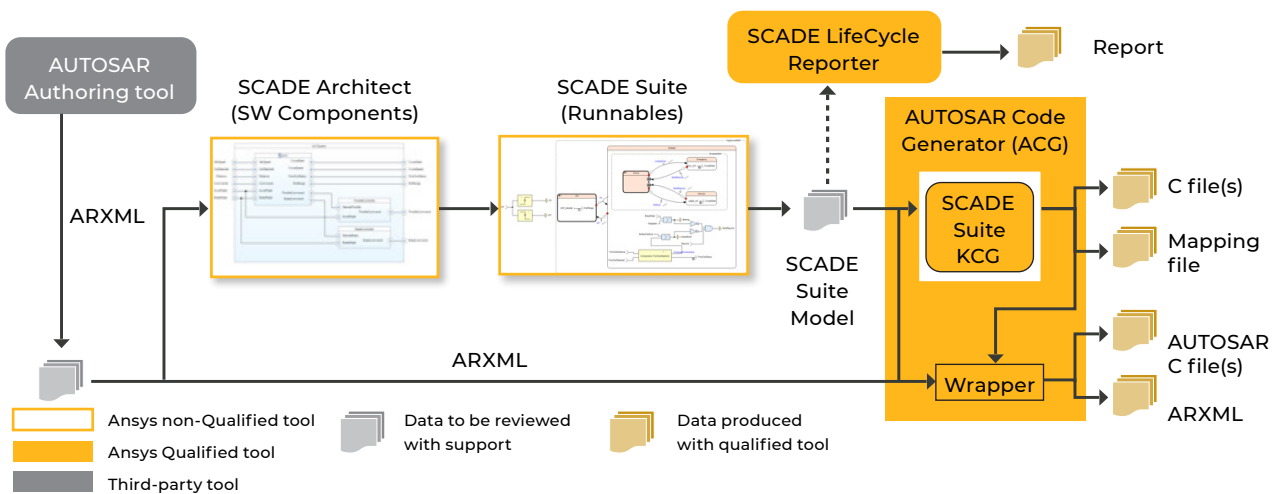 AUTOSAR
Authoring tool
ARXML
SCADE Architect
(SW Components)
SCADE Suite
(Runnables)
SCADE LifeCycle
Reporter
Report
SCADE
Suite
Model
AUTOSAR Code
Generator (ACG)
SCADE
Suite
KCG
C file(s)
Mapping
file
ARXML
Wrapper
AUTOSAR
C file(s)
ARXML
Ansys non-Qualified tool
Ansys Qualified tool
Third-party tool
Data to be reviewed
with support
Data produced
with qualified tool